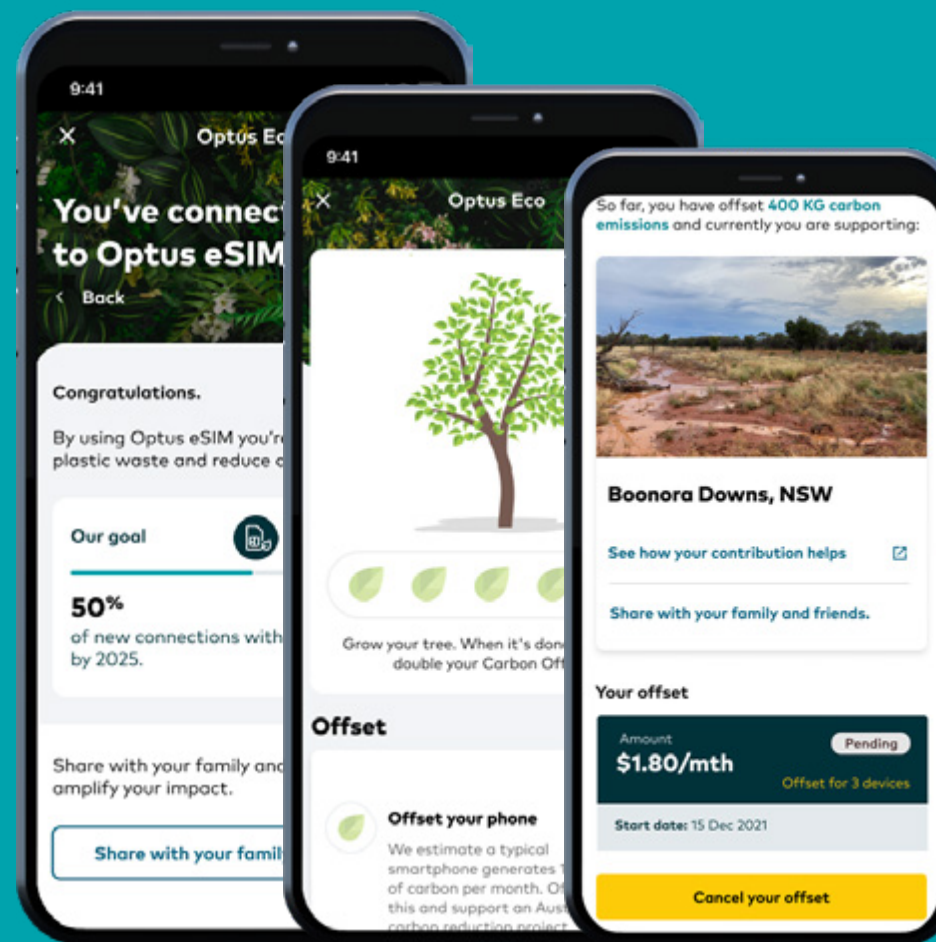 9:41
Optus Ec
You've connec
to Optus eSIM
Back
Congratulations.
By using Optus eSIM you're
plastic waste and reduce
Our goal
50%
of new connections with
by 2025.
Share with your family and
amplify your impact.
Share with your famil
9:41
Optus Eco
Grow your tree. When it's don
double your Carbon Off
Offset
Offset your phone
We estimate a typical
smartphone generates
of carbon per month. Of
this and support an Aust
carbon reduction project
So far, you have offset 400 KG carbon
emissions and currently you are supporting:
Boonora Downs, NSW
See how your contribution helps
Share with your family and friends.
Your offset
Amount
Pending
$1.80/mth
Offset for 3 devices
Start date: 15 Dec 2021
Cancel your offset